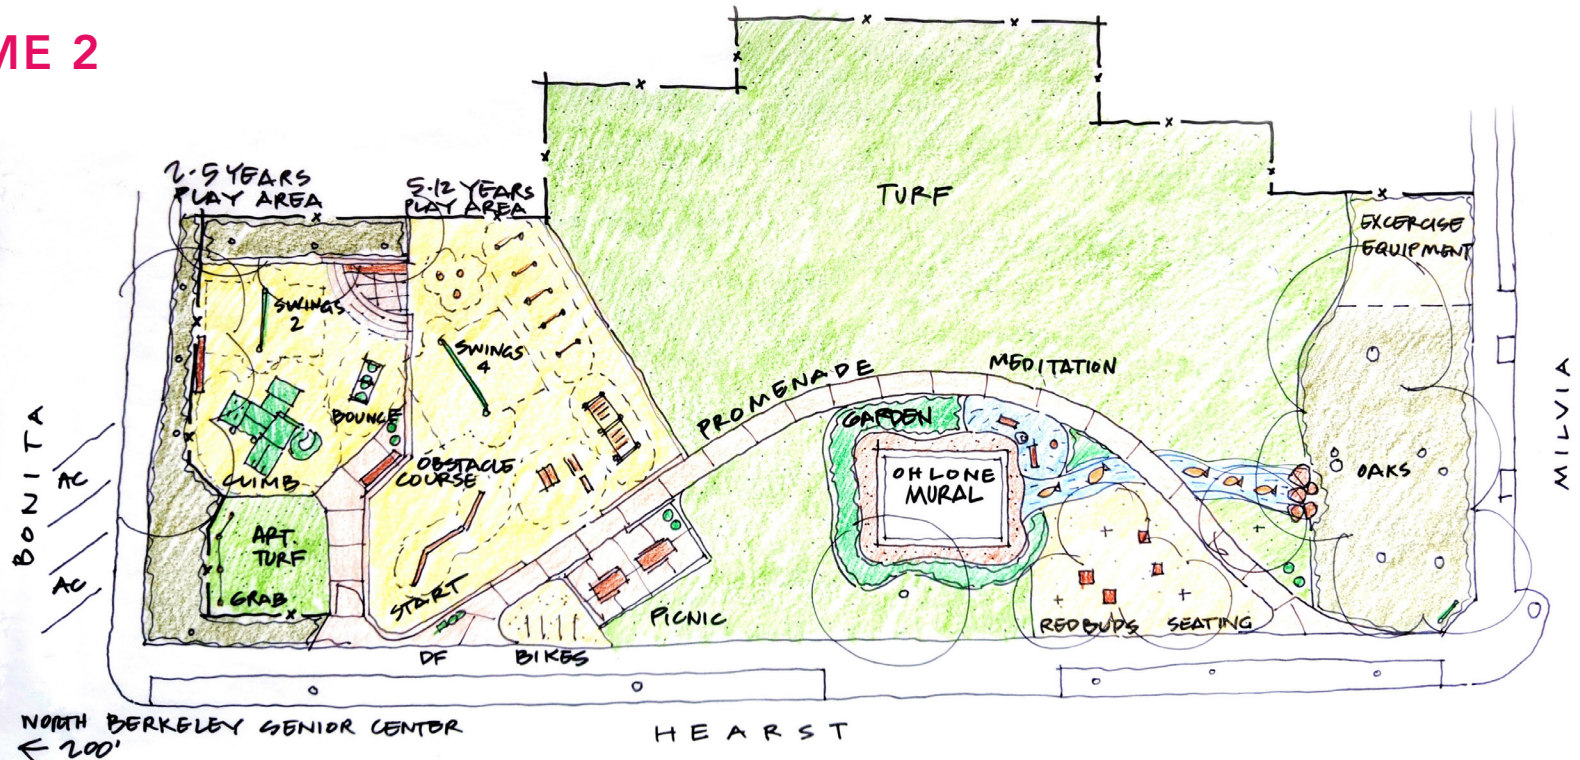 ME 2
2-5 YEARS
PLAY AREA
5-12 YEARS
PLAY AREA
TURF
EXCERCISE
EQUIPMENT
SWINGS
2
SWINGS
4
BOUNCE
PROMENADE
MEDITATION
GARDEN
OHLONE
MURAL
OAKS
OBSTACLE
COURSE
CLIMB
ART.
TURF
GRAB
START
PICNIC
REDBUDS SEATING
DF
BIKES
BONITA
AC
AC
MILVIA
NORTH BERKELEY SENIOR CENTER
← 200'
HEARST